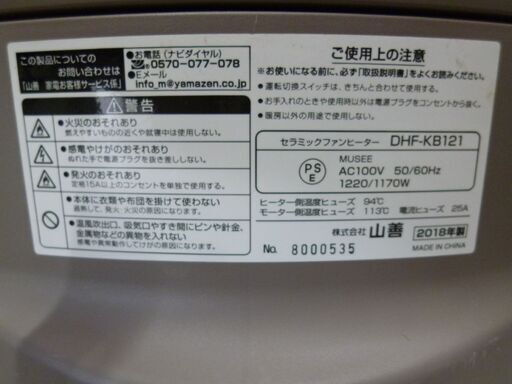 この製品についての
お問い合わせは
「山善 家電お客様サービス係」
●お電話(ナビダイヤル)
0570-077-078
●Eメール
info_m@yamazen.co.jp
警告
●火災のおそれあり
燃えやすいもの近くや就寝中は使用しない。
●感電やけがのおそれあり
ぬれた手で電源プラグを抜き差ししない。
●発火のおそれあり
定格15A以上のコンセントを単独で使用する。
●本体に衣類や布団を掛けて使わない
過熱して、発火・火災の原因になります。
●温風吹出口、吸気口やすき間にピンや針金、
金属物などの異物を入れない
感電や異常動作してけがの原因になります。
ご使用上の注意
※お使いになる前に、必ず「取扱説明書」をよくお読みください。
●運転切換スイッチは、きちんと合わせてください。
●お手入れのときや使用時以外は電源プラグをコンセントから抜く。
●暖房以外の用途で使用しない。
セラミックファンヒーター DHF-KB121
PSE
MUSEE
AC100V 50/60Hz
1220/1170W
ヒーター側温度ヒューズ 94℃
モーター側温度ヒューズ 113℃ 電流ヒューズ 25A
株式会社 山善 2018年製
No. 8000535
MADE IN CHINA